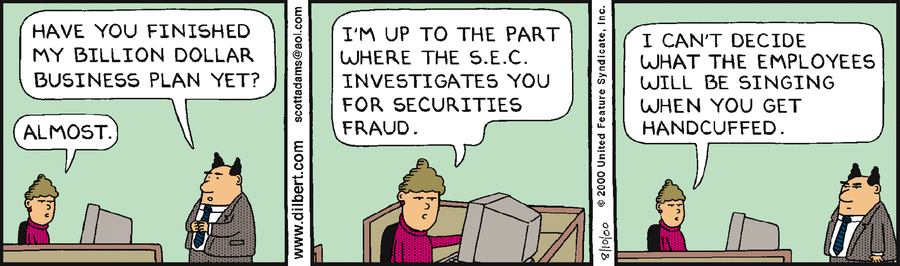 HAVE YOU FINISHED
MY BILLION DOLLAR
BUSINESS PLAN YET?
ALMOST.
www.dilbert.com scottadams@aol.com
I'M UP TO THE PART
WHERE THE S.E.C.
INVESTIGATES YOU
FOR SECURITIES
FRAUD.
8/10/00 © 2000 United Feature Syndicate, Inc.
I CAN'T DECIDE
WHAT THE EMPLOYEES
WILL BE SINGING
WHEN YOU GET
HANDCUFFED.